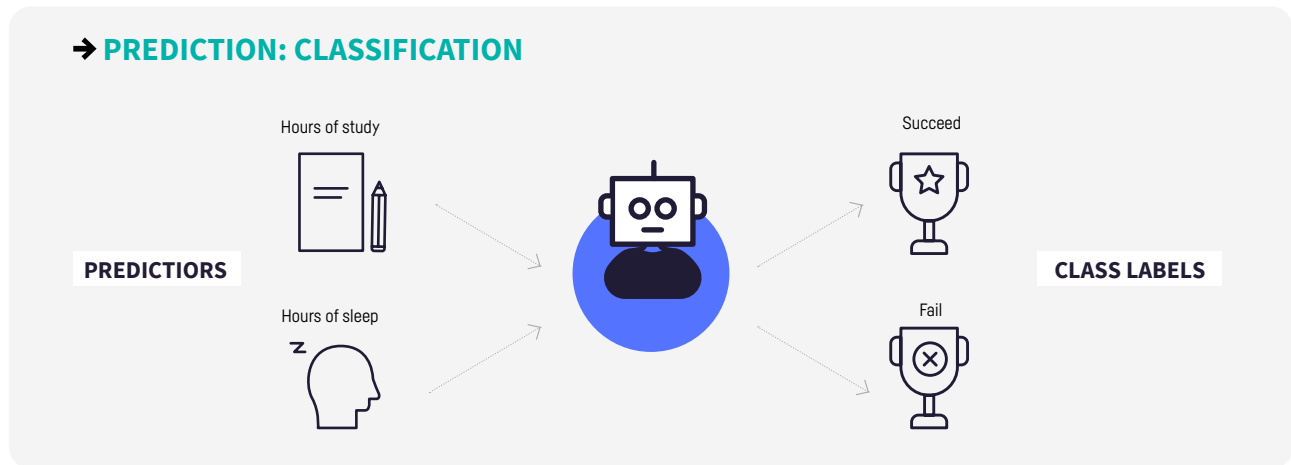 PREDICTION: CLASSIFICATION
Hours of study
Succeed
PREDICTIORS
CLASS LABELS
Hours of sleep
Z
Fail